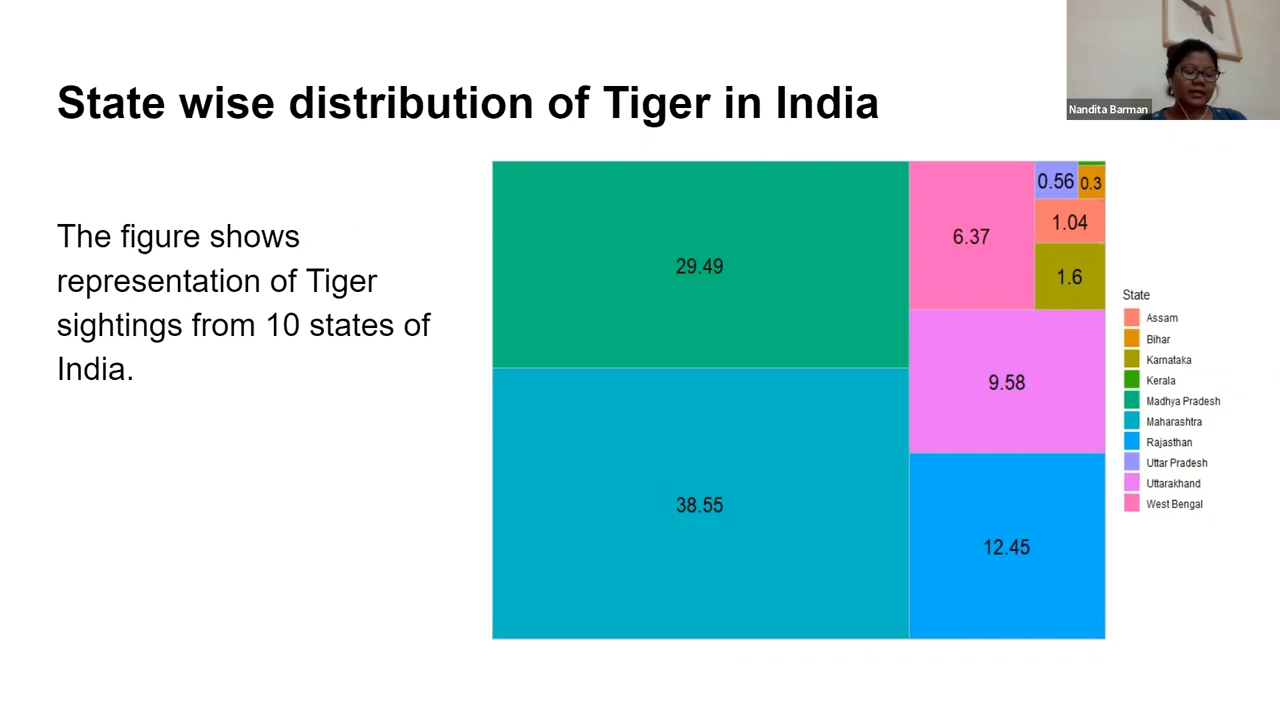 State wise distribution of Tiger in India
Nandita Barman
The figure shows
representation of Tiger
sightings from 10 states of
India.
29.49
38.55
6.37
0.56
0.3
1.04
1.6
9.58
12.45
State
Assam
Bihar
Karnataka
Kerala
Madhya Pradesh
Maharashtra
Rajasthan
Uttar Pradesh
Uttarakhand
West Bengal